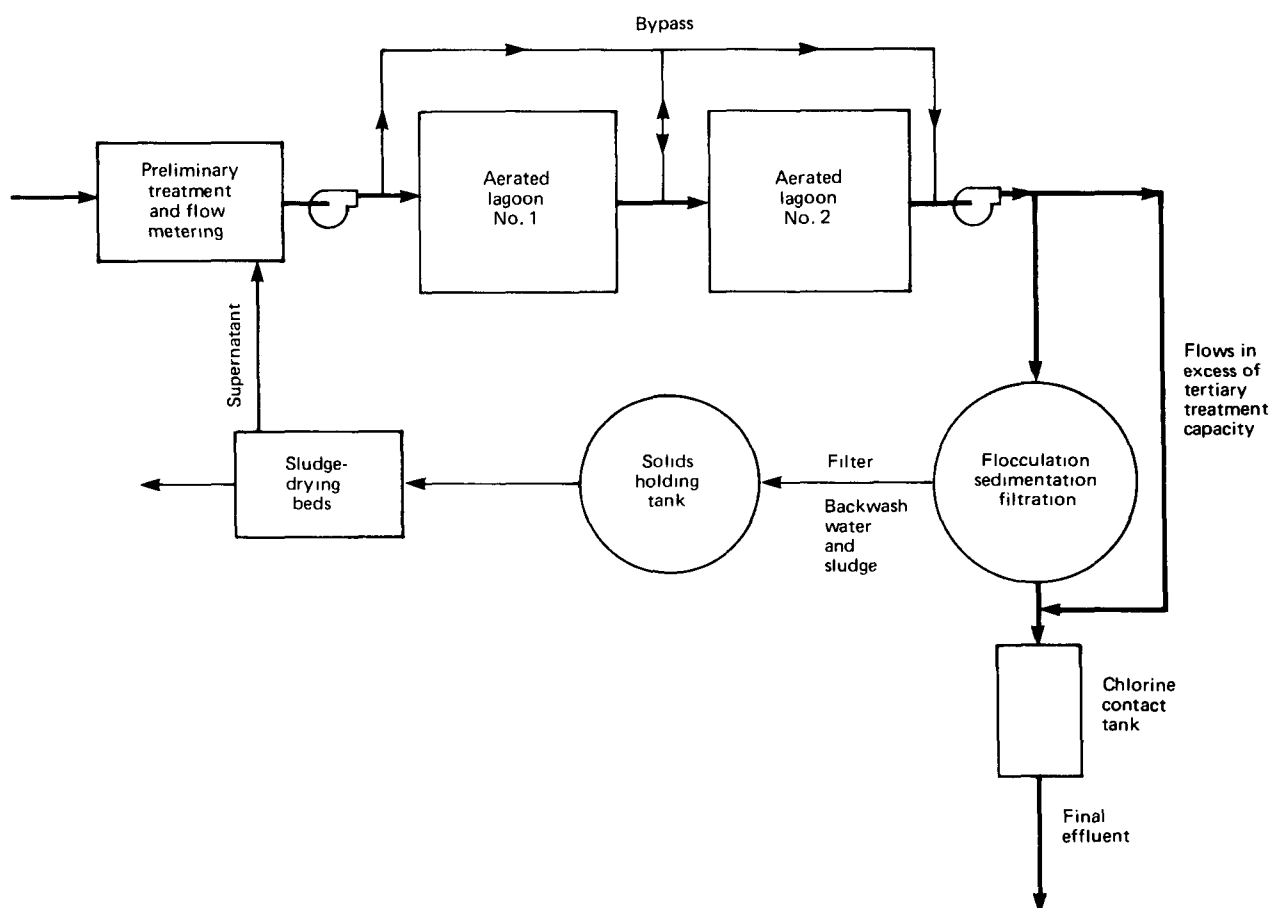 Bypass
Preliminary
treatment
and flow
metering
Aerated
lagoon
No. 1
Aerated
lagoon
No. 2
Supernatant
Flows in
excess of
tertiary
treatment
capacity
Sludge-
drying
beds
Solids
holding
tank
Filter
Backwash
water
and
sludge
Flocculation
sedimentation
filtration
Chlorine
contact
tank
Final
effluent